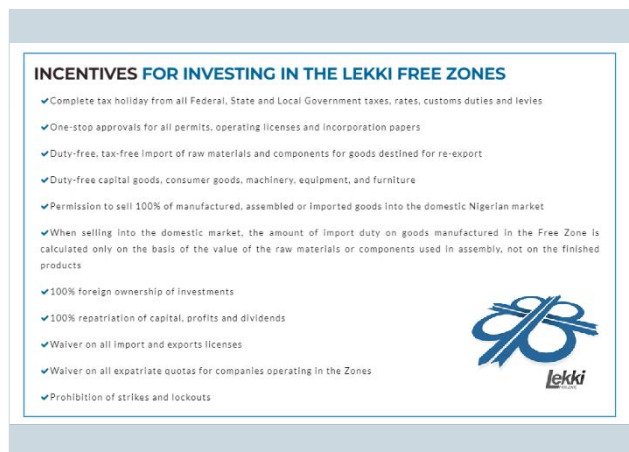 INCENTIVES FOR INVESTING IN THE LEKKI FREE ZONES
✔Complete tax holiday from all Federal, State and Local Government taxes, rates, customs duties and levies
✔One-stop approvals for all permits, operating licenses and incorporation papers
✔Duty-free, tax-free import of raw materials and components for goods destined for re-export
✔Duty-free capital goods, consumer goods, machinery, equipment, and furniture
✔Permission to sell 100% of manufactured, assembled or imported goods into the domestic Nigerian market
✔When selling into the domestic market, the amount of import duty on goods manufactured in the Free Zone is
calculated only on the basis of the value of the raw materials or components used in assembly, not on the finished
products
✔100% foreign ownership of investments
✔100% repatriation of capital, profits and dividends
✔Waiver on all import and exports licenses
✔Waiver on all expatriate quotas for companies operating in the Zones
✔Prohibition of strikes and lockouts
Lekki